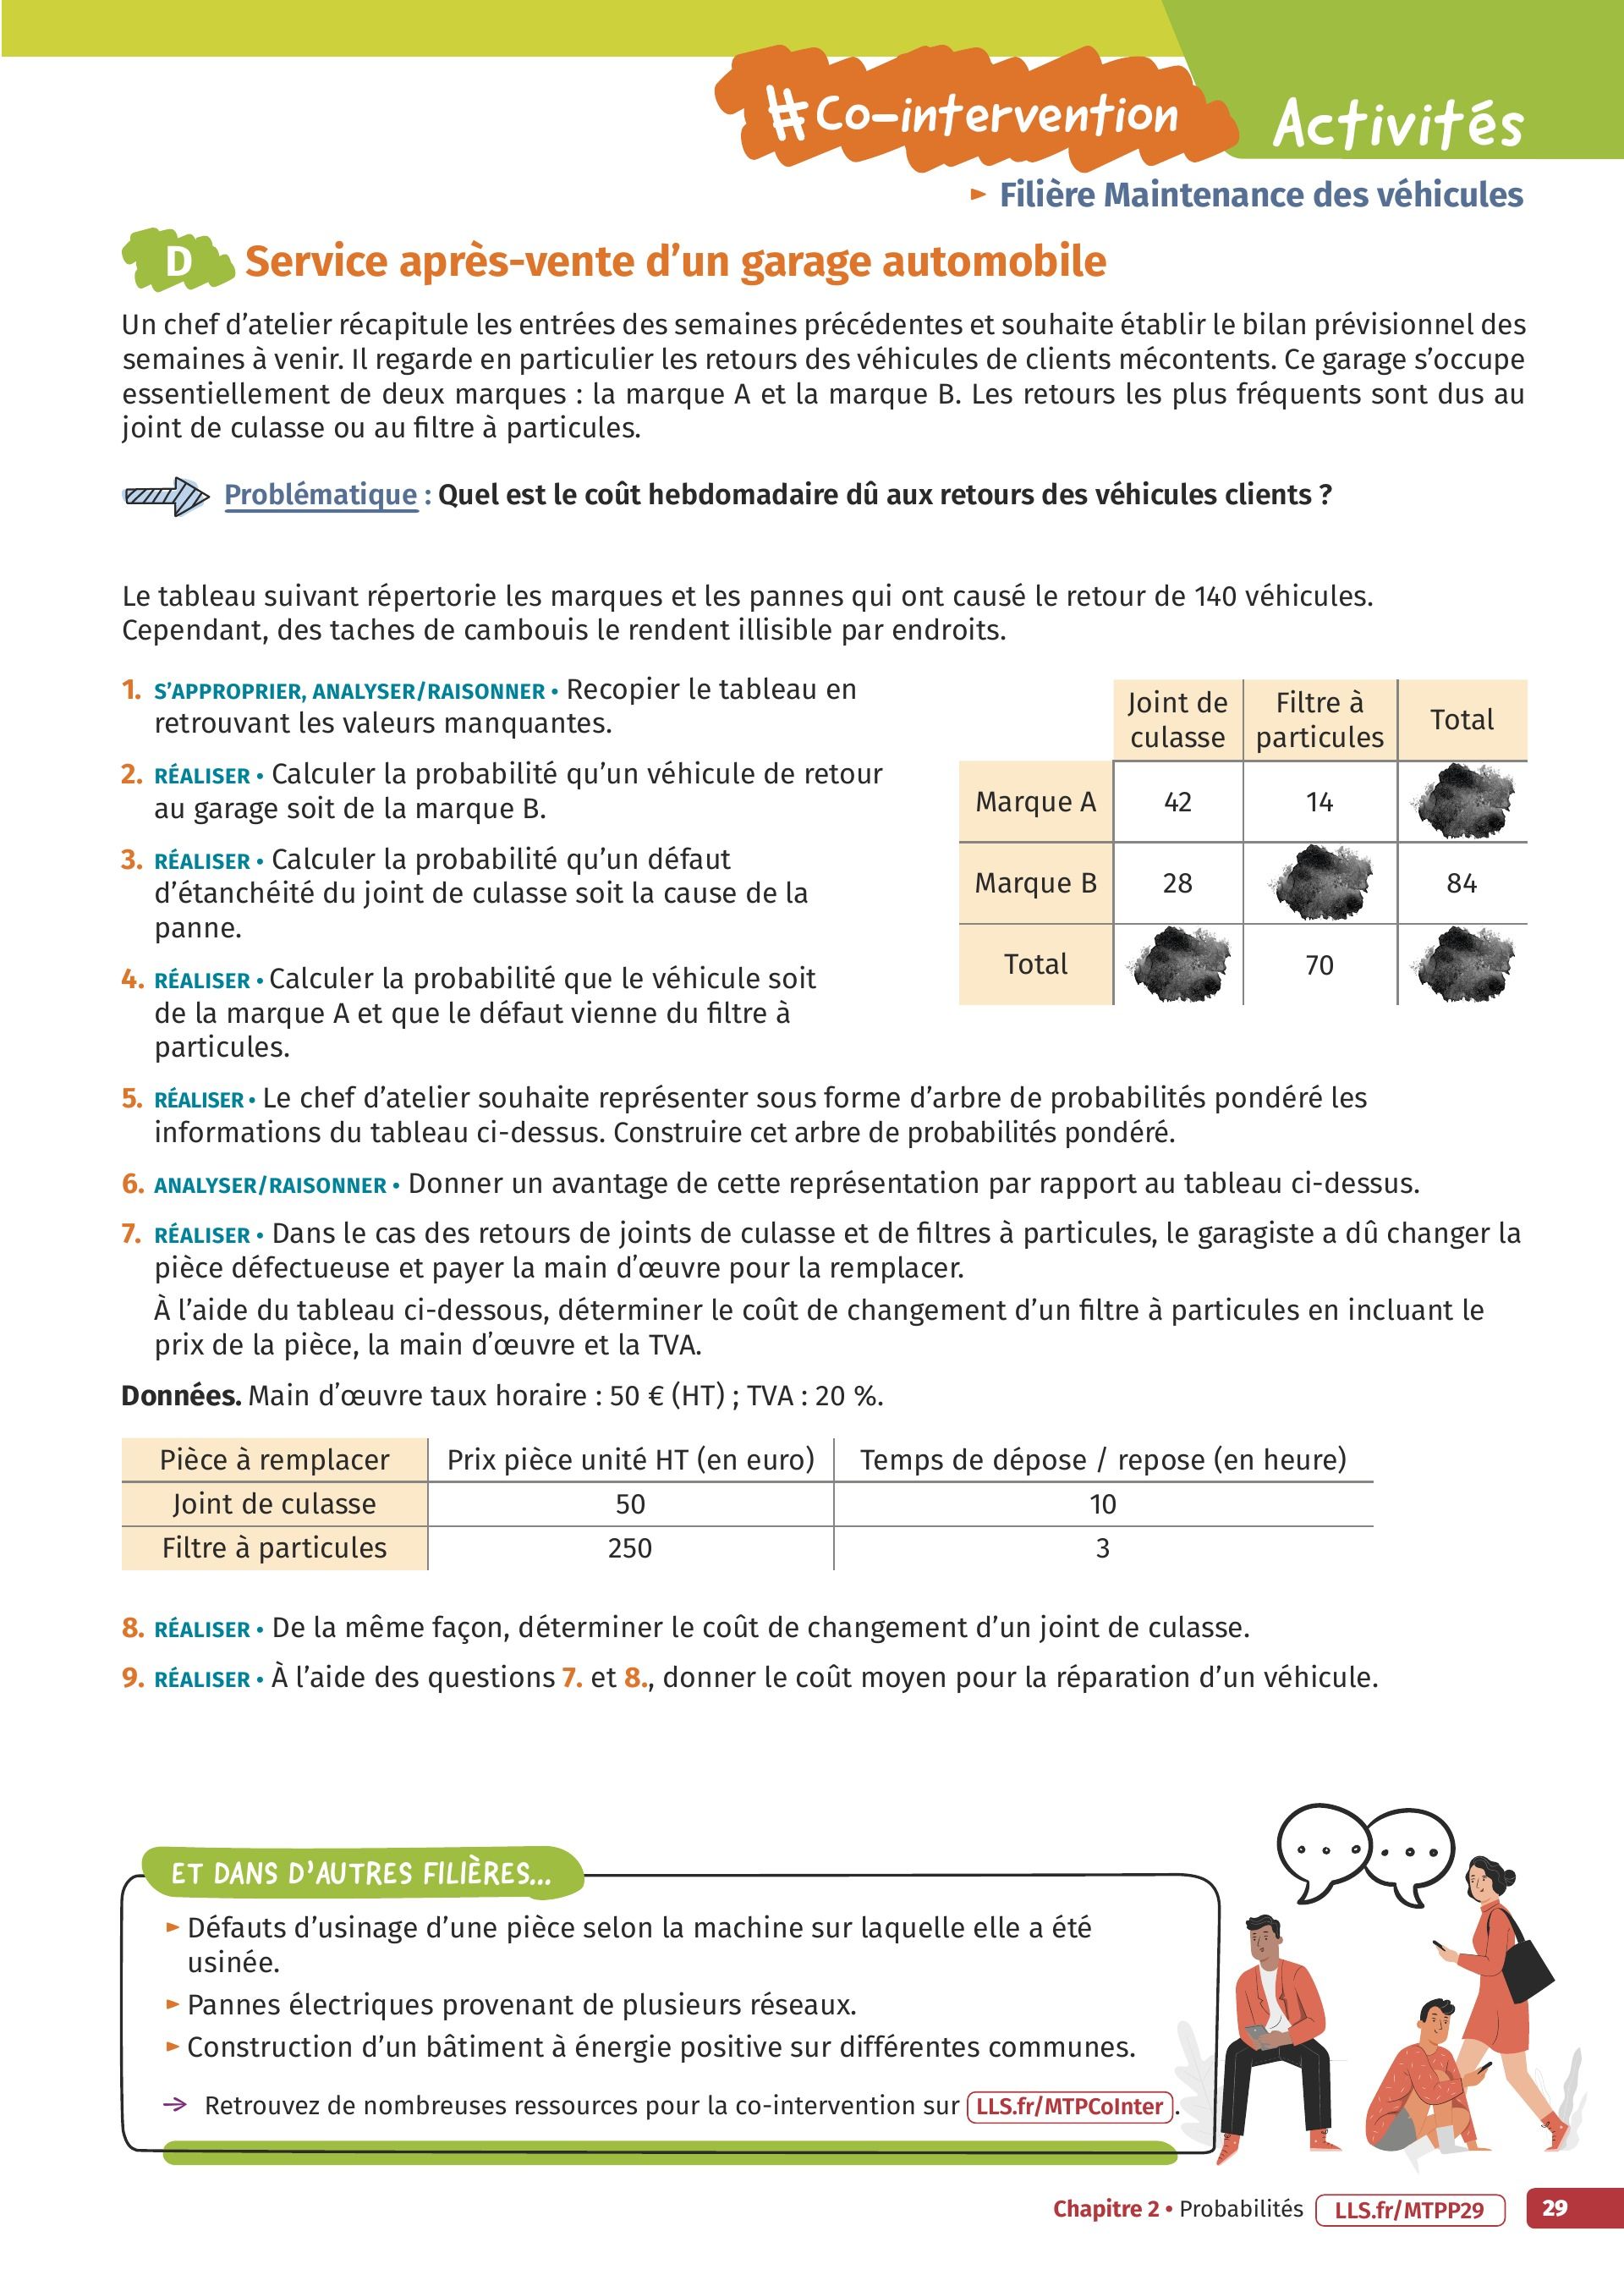 #Co-intervention
Activités
► Filière Maintenance des véhicules
D Service après-vente d'un garage automobile
Un chef d'atelier récapitule les entrées des semaines précédentes et souhaite établir le bilan prévisionnel des
semaines à venir. Il regarde en particulier les retours des véhicules de clients mécontents. Ce garage s'occupe
essentiellement de deux marques : la marque A et la marque B. Les retours les plus fréquents sont dus au
joint de culasse ou au filtre à particules.
Problématique : Quel est le coût hebdomadaire dû aux retours des véhicules clients ?
Le tableau suivant répertorie les marques et les pannes qui ont causé le retour de 140 véhicules.
Cependant, des taches de cambouis le rendent illisible par endroits.
1. S'APPROPRIER, ANALYSER/RAISONNER • Recopier le tableau en
retrouvant les valeurs manquantes.
2. RÉALISER • Calculer la probabilité qu'un véhicule de retour
au garage soit de la marque B.
3. RÉALISER • Calculer la probabilité qu'un défaut
d'étanchéité du joint de culasse soit la cause de la
panne.
4. RÉALISER • Calculer la probabilité que le véhicule soit
de la marque A et que le défaut vienne du filtre à
particules.
Joint de culasse Filtre à particules Total
Marque A 42 14
Marque B 28 84
Total 70
5. RÉALISER • Le chef d'atelier souhaite représenter sous forme d'arbre de probabilités pondéré les
informations du tableau ci-dessus. Construire cet arbre de probabilités pondéré.
6. ANALYSER/RAISONNER • Donner un avantage de cette représentation par rapport au tableau ci-dessus.
7. RÉALISER • Dans le cas des retours de joints de culasse et de filtres à particules, le garagiste a dû changer la
pièce défectueuse et payer la main d'œuvre pour la remplacer.
À l'aide du tableau ci-dessous, déterminer le coût de changement d'un filtre à particules en incluant le
prix de la pièce, la main d'œuvre et la TVA.
Données. Main d'œuvre taux horaire : 50 € (HT) ; TVA : 20 %.
Pièce à remplacer Prix pièce unité HT (en euro) Temps de dépose / repose (en heure)
Joint de culasse 50 10
Filtre à particules 250 3
8. RÉALISER • De la même façon, déterminer le coût de changement d'un joint de culasse.
9. RÉALISER • À l'aide des questions 7. et 8., donner le coût moyen pour la réparation d'un véhicule.
ET DANS D'AUTRES FILIÈRES...
► Défauts d'usinage d'une pièce selon la machine sur laquelle elle a été
usinée.
► Pannes électriques provenant de plusieurs réseaux.
► Construction d'un bâtiment à énergie positive sur différentes communes.
→ Retrouvez de nombreuses ressources pour la co-intervention sur LLS.fr/MTPCoInter .
Chapitre 2 • Probabilités LLS.fr/MTPP29 29